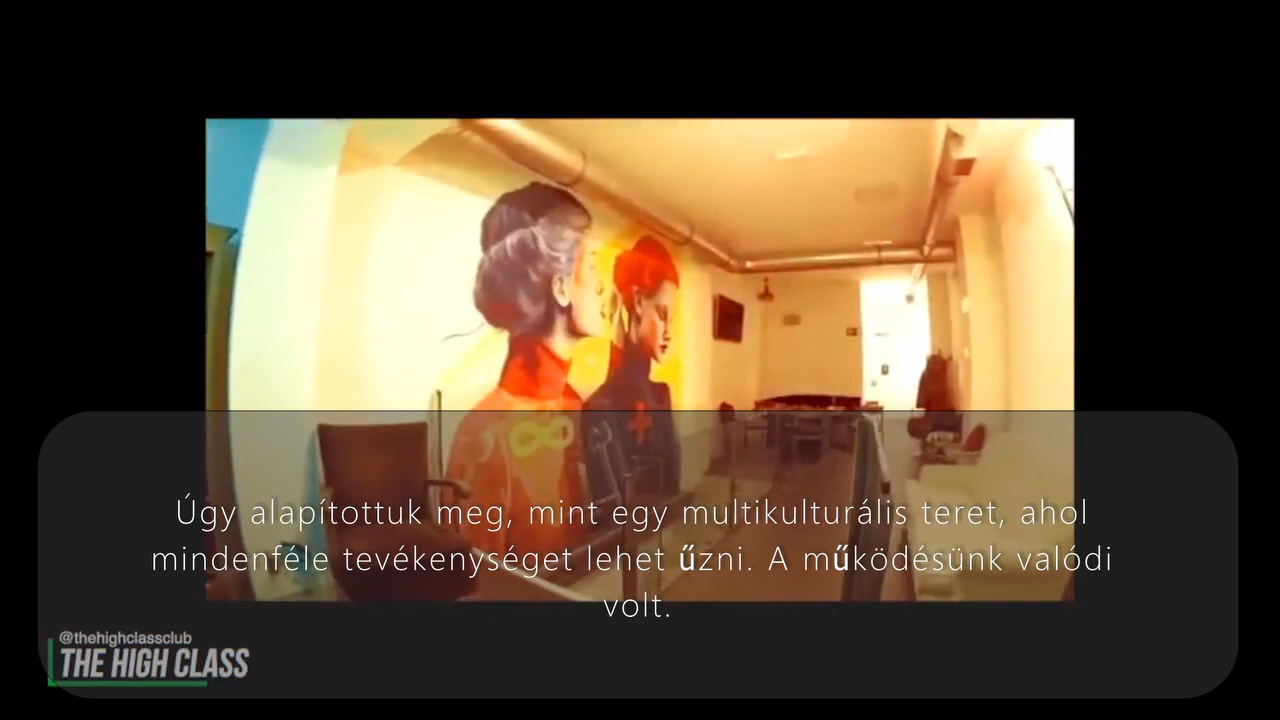 Úgy alapítottuk meg, mint egy multikulturális teret, ahol
mindenféle tevékenységet lehet űzni. A működésünk valódi
volt.
@thehighclassclub
THE HIGH CLASS